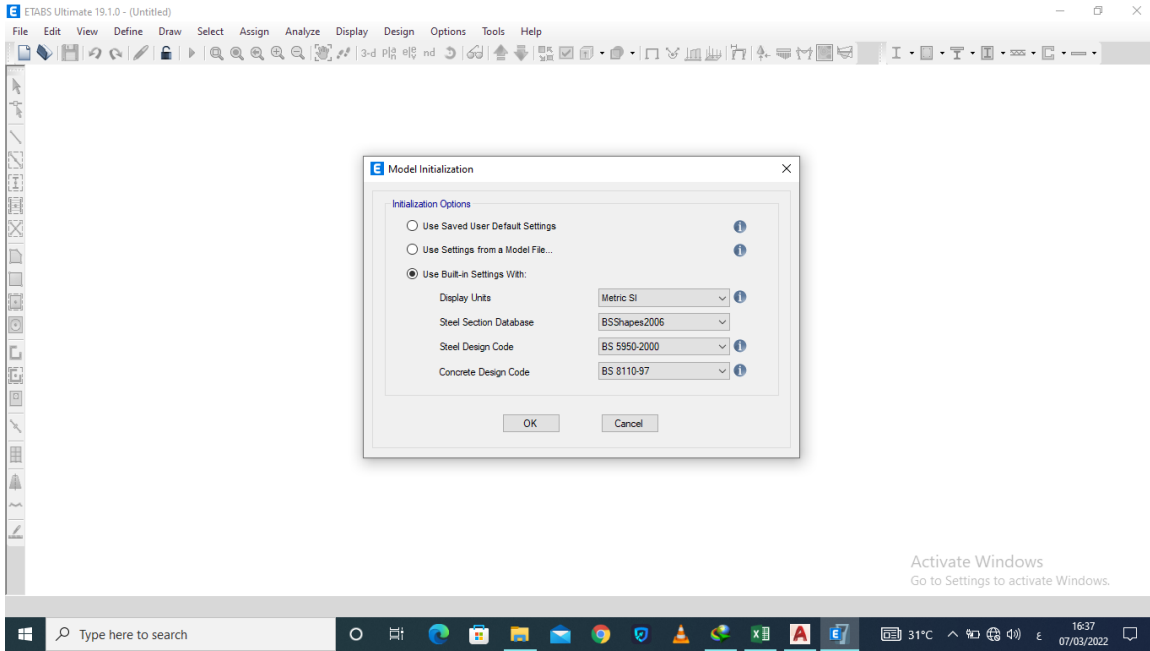 ETABS Ultimate 19.1.0 - (Untitled)
File Edit View Define Draw Select Assign Analyze Display Design Options Tools Help
3-d nd
Model Initialization
Initialization Options
Use Saved User Default Settings
Use Settings from a Model File...
Use Built-in Settings With:
Display Units Metric SI
Steel Section Database BSShapes2006
Steel Design Code BS 5950-2000
Concrete Design Code BS 8110-97
OK Cancel
Activate Windows
Go to Settings to activate Windows.
Type here to search
31°C ع 16:37
07/03/2022